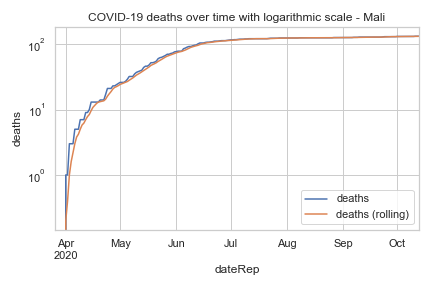 COVID-19 deaths over time with logarithmic scale - Mali
deaths
10²
10¹
10⁰
deaths
deaths (rolling)
Apr
2020
May
Jun
Jul
Aug
Sep
Oct
dateRep